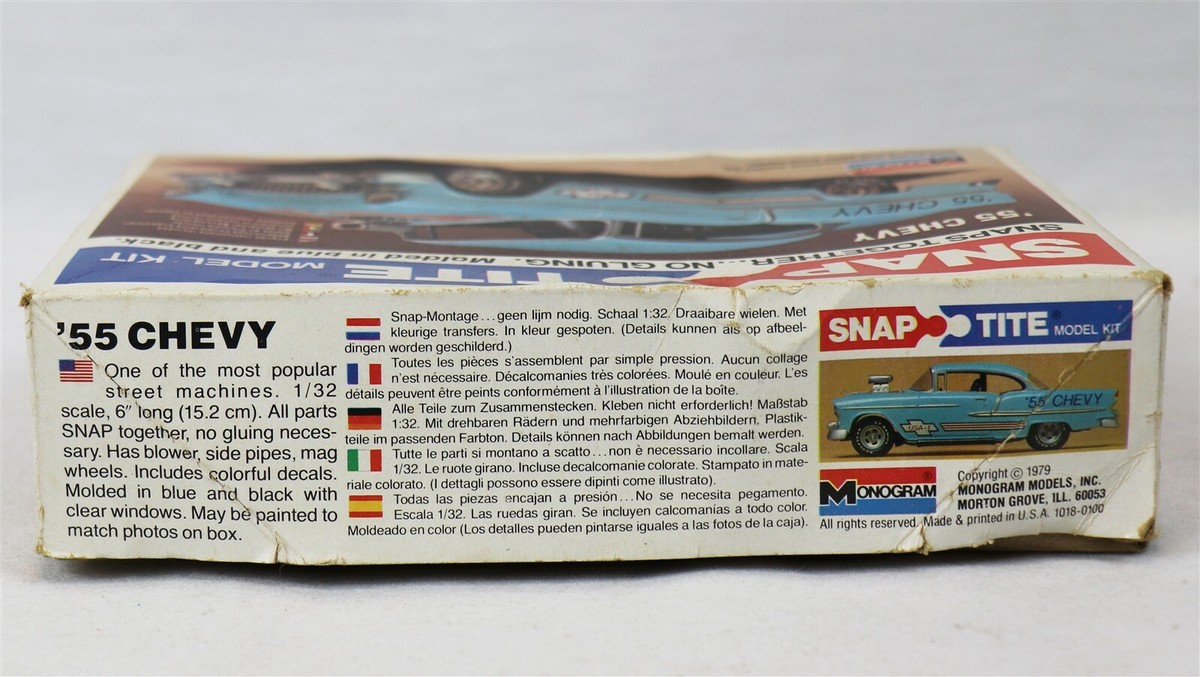 '55 CHEVY
SNAPS TOGETHER...NO GLUING. Molded in blue and black.
SNAP TITE MODEL KIT
'55 CHEVY
'55 CHEVY
One of the most popular
street machines. 1/32
scale, 6" long (15.2 cm). All parts
SNAP together, no gluing neces-
sary. Has blower, side pipes, mag
wheels. Includes colorful decals.
Molded in blue and black with
clear windows. May be painted to
match photos on box.
Snap-Montage...geen lijm nodig. Schaal 1:32. Draaibare wielen. Met
kleurige transfers. In kleur gespoten. (Details kunnen als op afbeel-
dingen worden geschilderd.)
Toutes les pièces s'assemblent par simple pression. Aucun collage
n'est nécessaire. Décalcomanies très colorées. Moulé en couleur. L'es
détails peuvent être peints conformément à l'illustration de la boîte.
Alle Teile zum Zusammenstecken. Kleben nicht erforderlich! Maßstab
1:32. Mit drehbaren Rädern und mehrfarbigen Abziehbildern. Plastik-
teile im passenden Farbton. Details können nach Abbildungen bemalt werden.
Tutte le parti si montano a scatto...non è necessario incollare. Scala
1/32. Le ruote girano. Incluse decalcomanie colorate. Stampato in mate-
riale colorato. (I dettagli possono essere dipinti come illustrato).
Todas las piezas encajan a presión...No se necesita pegamento.
Escala 1/32. Las ruedas giran. Se incluyen calcomanías a todo color.
Moldeado en color (Los detalles pueden pintarse iguales a las fotos de la caja).
SNAP TITE® MODEL KIT
'55 CHEVY
USA-1
MONOGRAM®
Copyright © 1979
MONOGRAM MODELS, INC.
MORTON GROVE, ILL. 60053
All rights reserved. Made & printed in U.S.A. 1018-0100